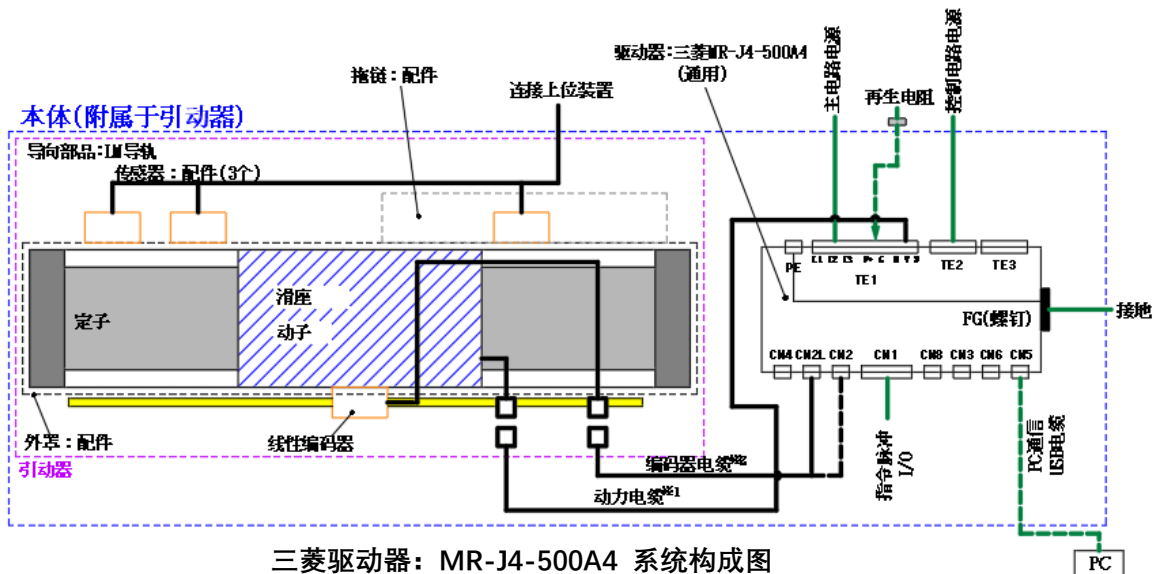 驱动器:三菱MR-J4-500A4
(通用)
主电路电源
再生电阻
控制电路电源
拖链:配件
连接上位装置
本体(附属于引动器)
导向部品:LM导轨
传感器:配件(3个)
PE
L1 L2 L3 P+ C U V W
TE1
TE2
TE3
滑座
动子
定子
FG(螺钉)
接地
CN4 CN2L CN2 CN1 CN8 CN3 CN6 CN5
外罩:配件
线性编码器
引动器
编码器电缆※2
动力电缆※1
指令脉冲
I/O
PC通信
USB电缆
三菱驱动器: MR-J4-500A4 系统构成图
PC